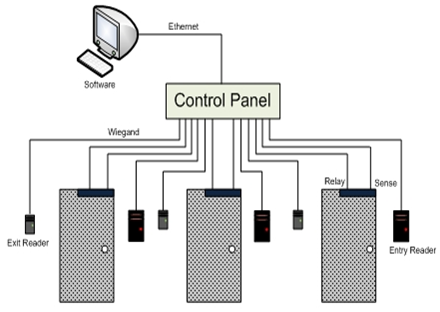 Ethernet
Software
Control Panel
Wiegand
Relay
Sense
Exit Reader
Entry Reader